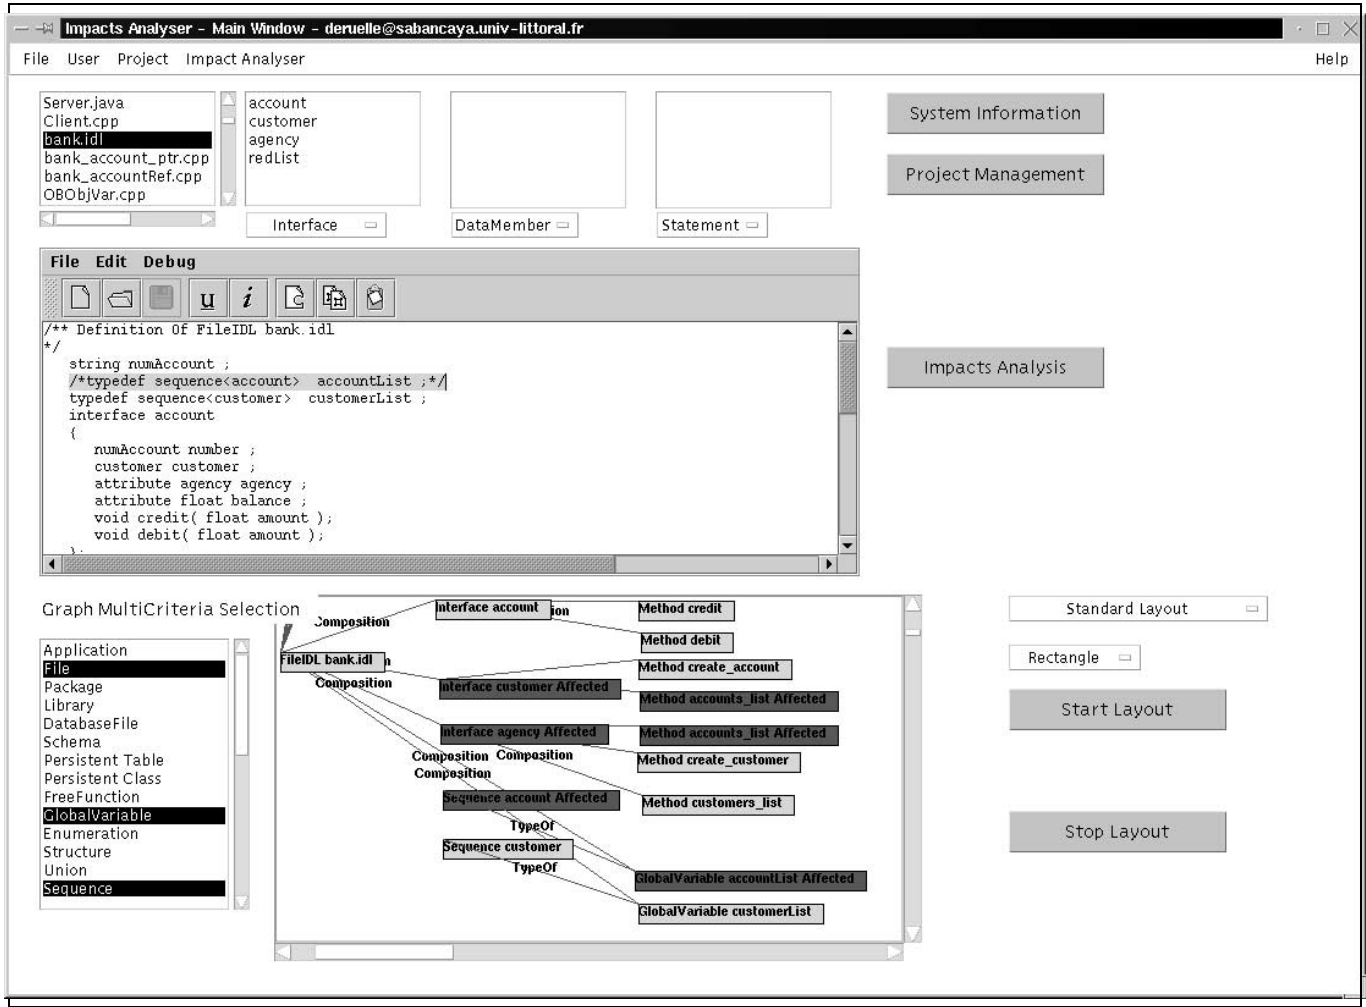 Impacts Analyser - Main Window - deruelle@sabancaya.univ-littoral.fr
File User Project Impact Analyser Help
Server.java
Client.cpp
bank.idl
bank_account_ptr.cpp
bank_accountRef.cpp
OBObjVar.cpp
account
customer
agency
redList
Interface
DataMember
Statement
System Information
Project Management
Impacts Analysis
File Edit Debug
u i
/** Definition Of FileIDL bank.idl
*/
string numAccount ;
/*typedef sequence<account> accountList ;*/
typedef sequence<customer> customerList ;
interface account
{
numAccount number ;
customer customer ;
attribute agency agency ;
attribute float balance ;
void credit( float amount );
void debit( float amount );
};
Graph MultiCriteria Selection
Application
File
Package
Library
DatabaseFile
Schema
Persistent Table
Persistent Class
FreeFunction
GlobalVariable
Enumeration
Structure
Union
Sequence
Interface account
Method credit
Composition
Method debit
FileIDL bank.idl
Method create_account
Composition
Interface customer Affected
Method accounts_list Affected
Interface agency Affected
Method accounts_list Affected
Composition Composition
Method create_customer
Composition
Sequence account Affected
Method customers_list
TypeOf
Sequence customer
TypeOf
GlobalVariable accountList Affected
GlobalVariable customerList
Standard Layout
Rectangle
Start Layout
Stop Layout